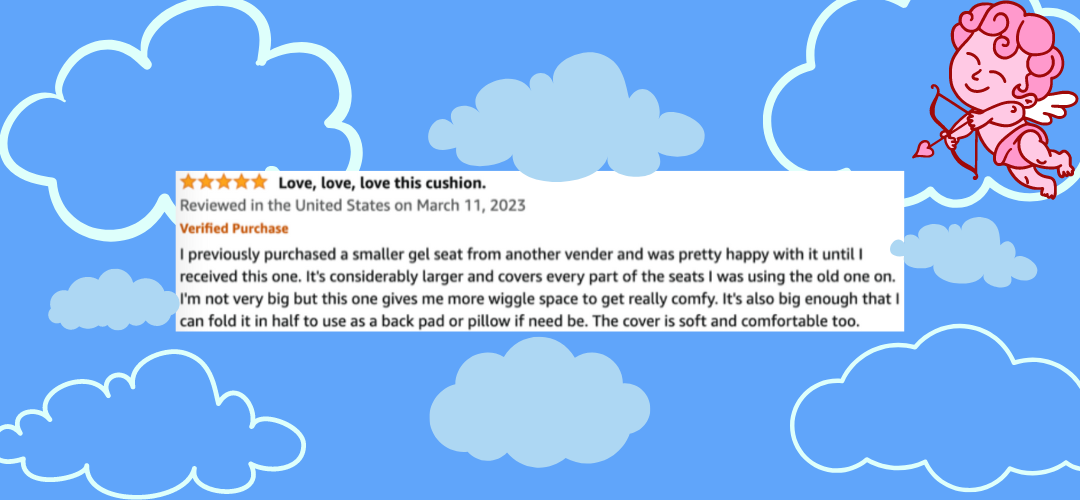 Love, love, love this cushion.
Reviewed in the United States on March 11, 2023
Verified Purchase
I previously purchased a smaller gel seat from another vender and was pretty happy with it until I
received this one. It's considerably larger and covers every part of the seats I was using the old one on.
I'm not very big but this one gives me more wiggle space to get really comfy. It's also big enough that I
can fold it in half to use as a back pad or pillow if need be. The cover is soft and comfortable too.